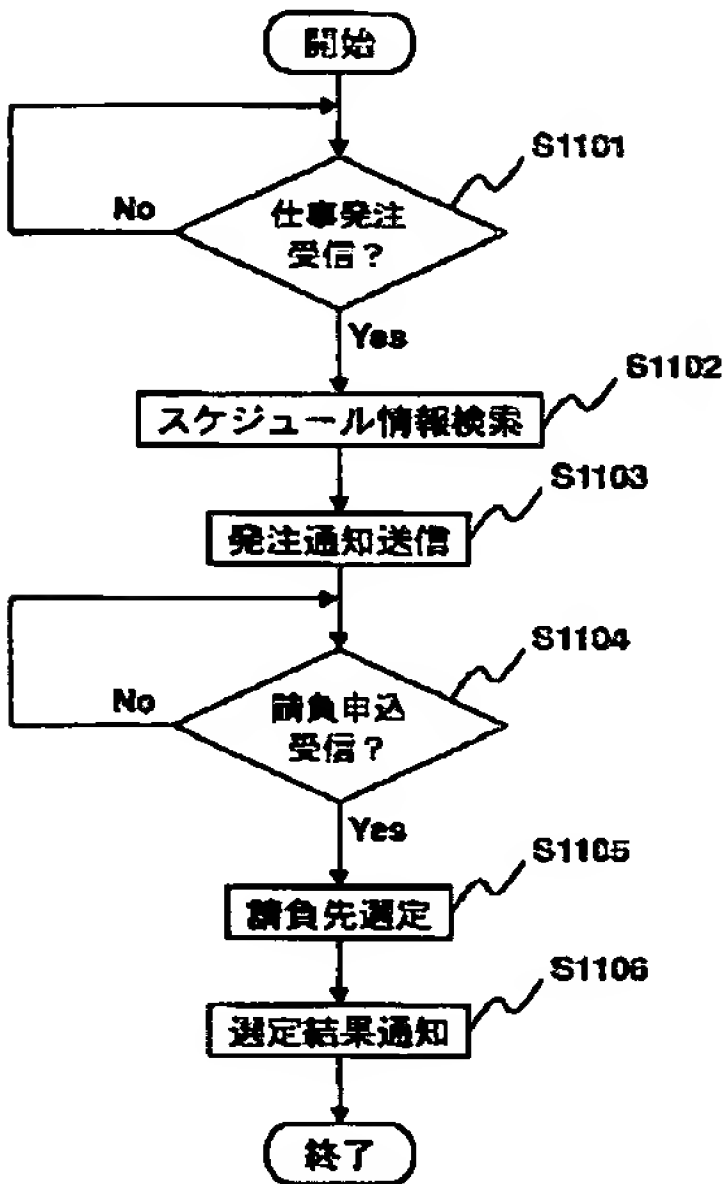 開始
S1101
No
仕事発注
受信？
Yes
S1102
スケジュール情報検索
S1103
発注通知送信
S1104
No
請負申込
受信？
Yes
S1105
請負先選定
S1106
選定結果通知
終了